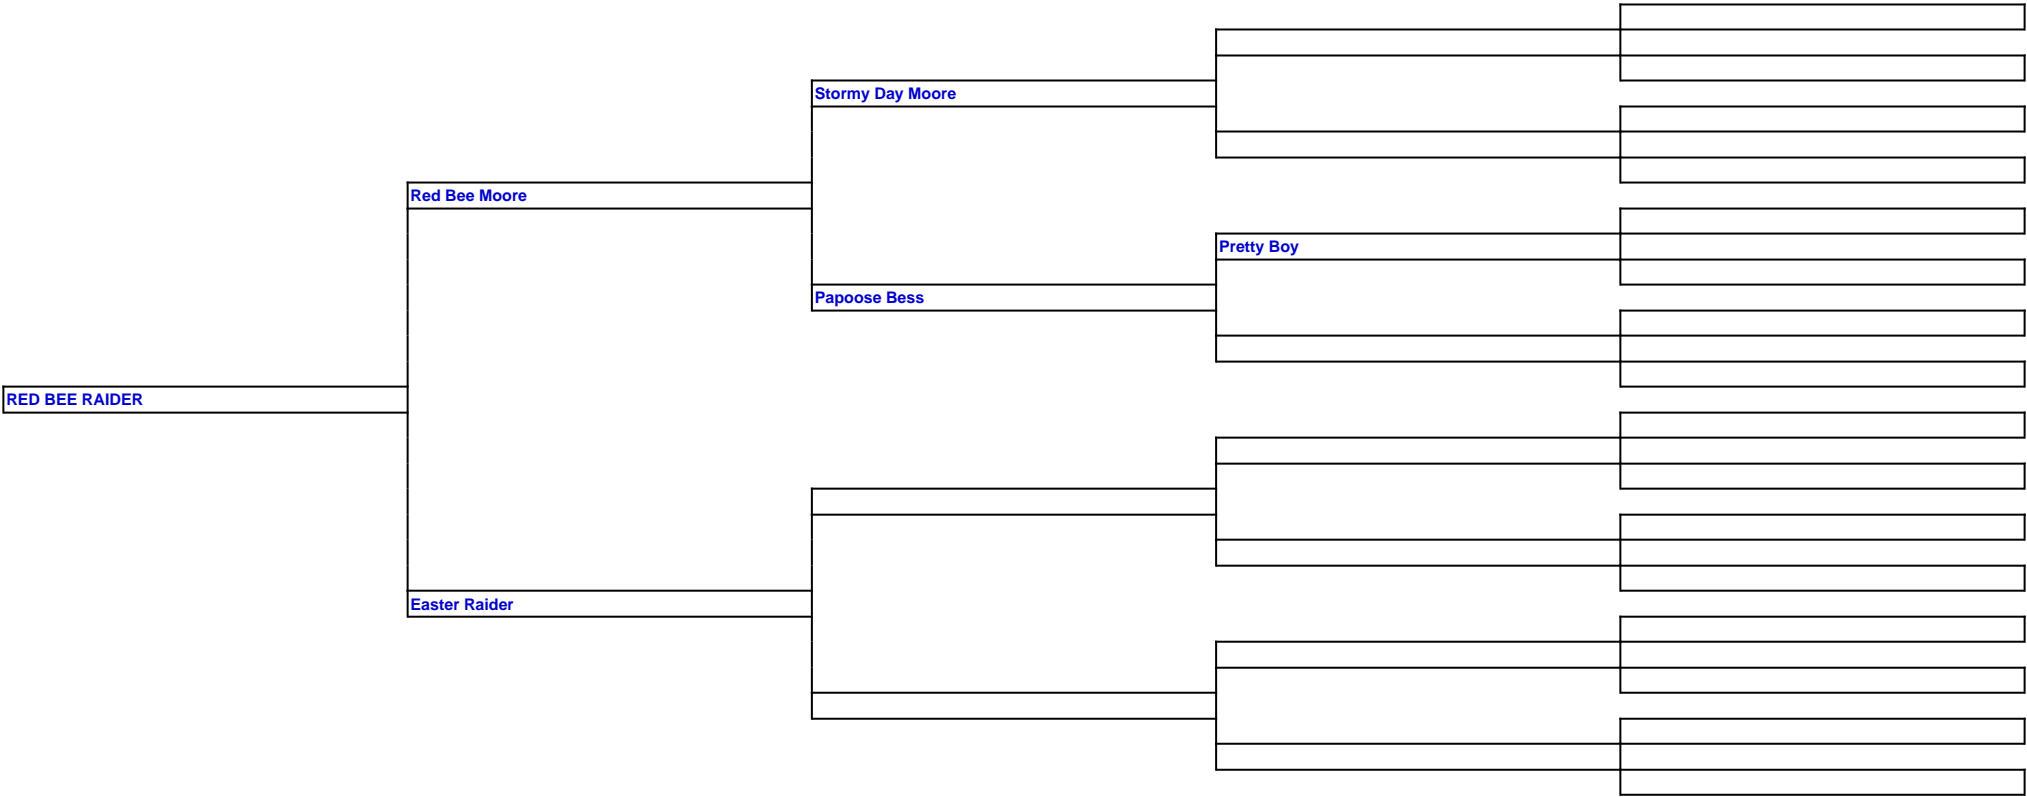 Stormy Day Moore
Red Bee Moore
Pretty Boy
Papoose Bess
RED BEE RAIDER
Easter Raider